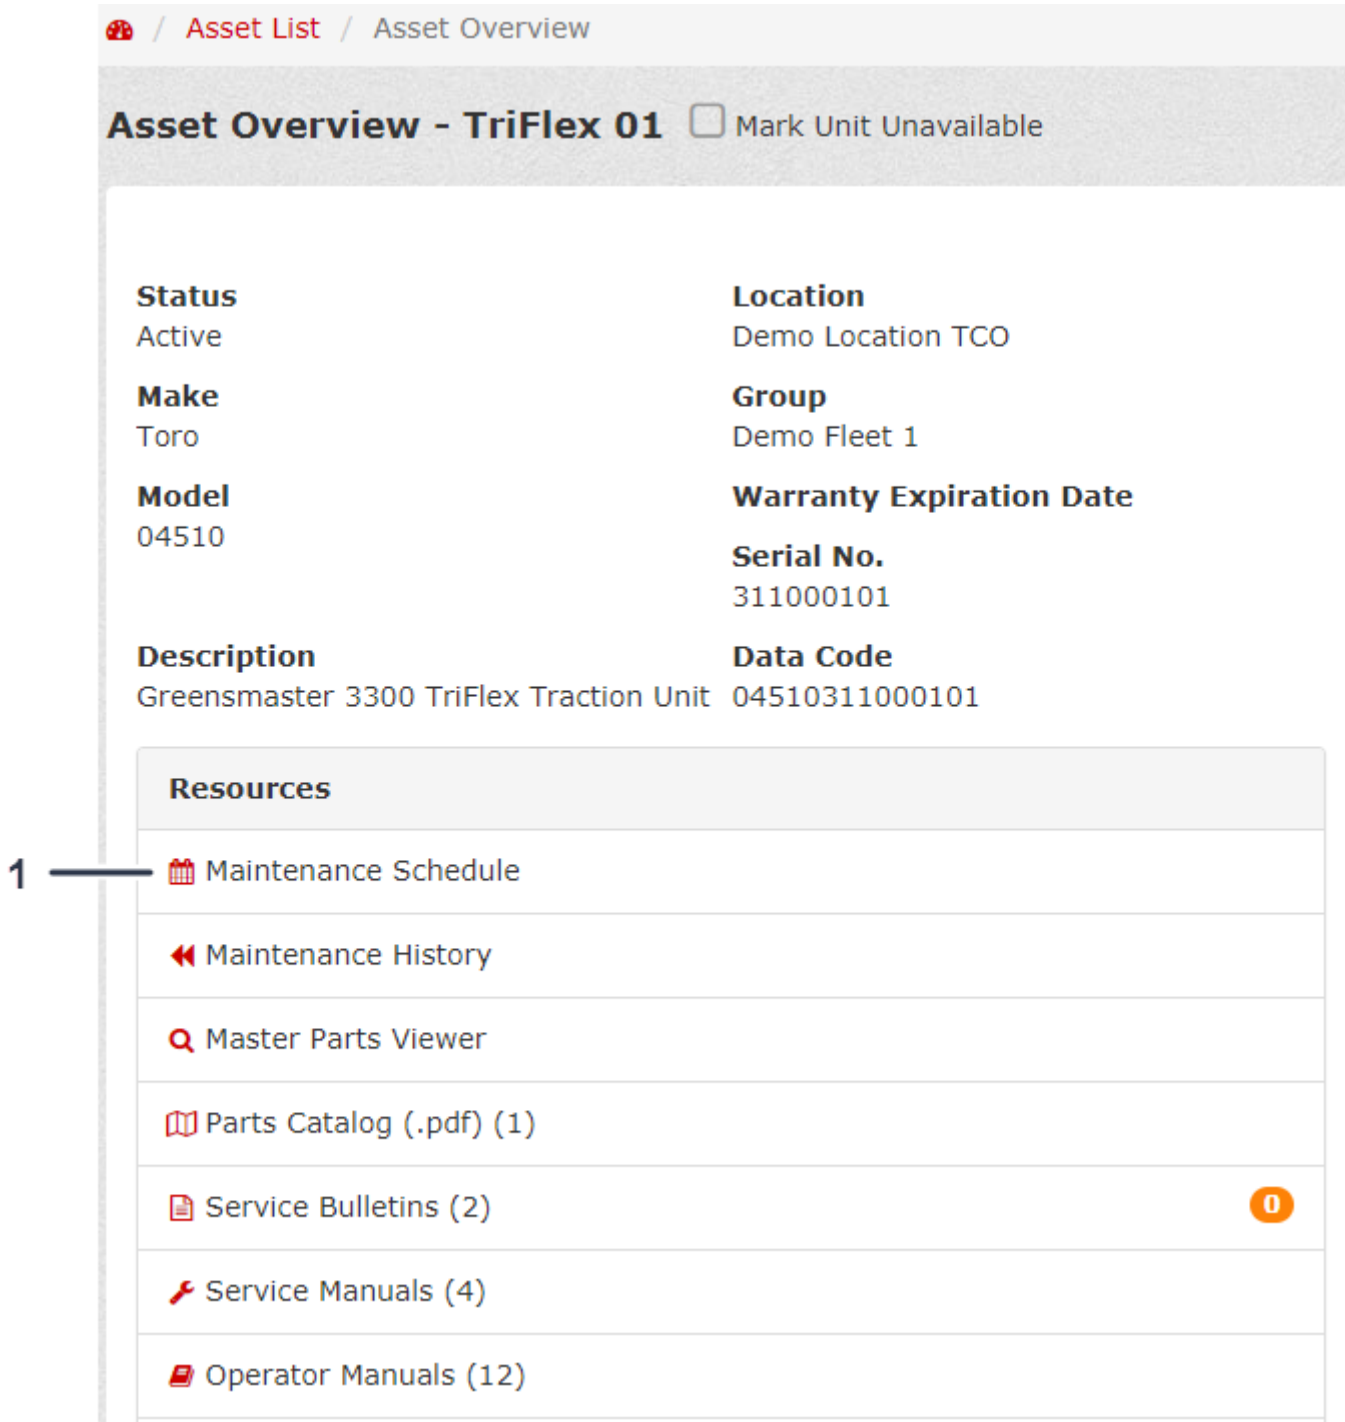 / Asset List / Asset Overview
Asset Overview - TriFlex 01 Mark Unit Unavailable
Status
Active
Location
Demo Location TCO
Make
Toro
Group
Demo Fleet 1
Model
04510
Warranty Expiration Date
Serial No.
311000101
Description
Greensmaster 3300 TriFlex Traction Unit
Data Code
04510311000101
Resources
1
Maintenance Schedule
Maintenance History
Master Parts Viewer
Parts Catalog (.pdf) (1)
Service Bulletins (2) 0
Service Manuals (4)
Operator Manuals (12)